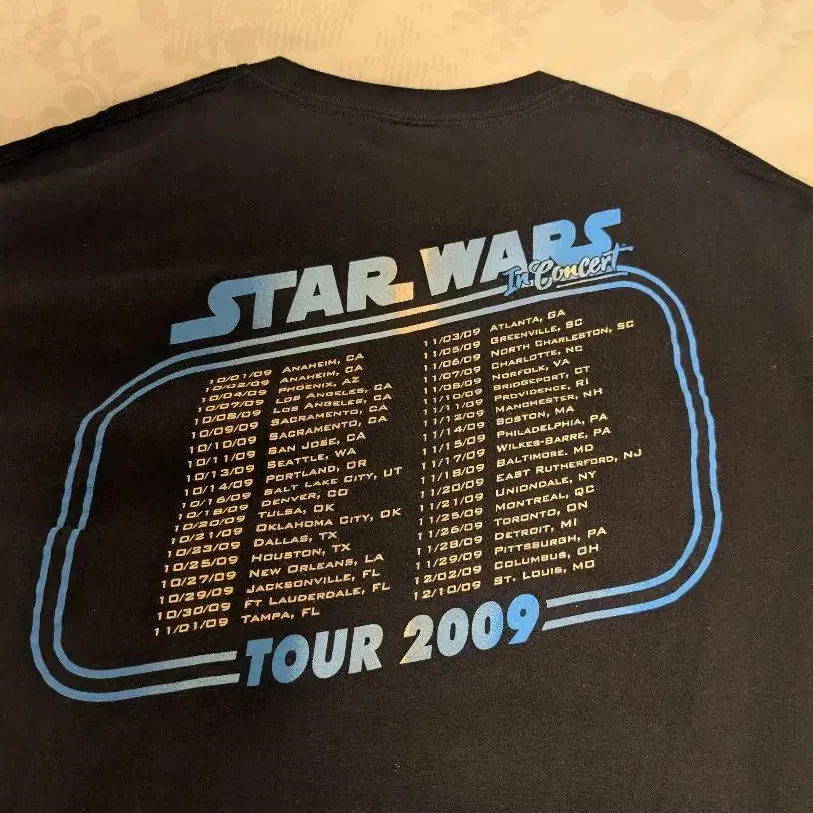 STAR WARS
In Concert
10/01/09 ANAHEIM, CA
10/02/09 ANAHEIM, CA
10/04/09 PHOENIX, AZ
10/07/09 LOS ANGELES, CA
10/08/09 LOS ANGELES, CA
10/09/09 SACRAMENTO, CA
10/10/09 SACRAMENTO, CA
10/11/09 SAN JOSE, CA
10/13/09 SEATTLE, WA
10/14/09 PORTLAND, OR
10/16/09 SALT LAKE CITY, UT
10/18/09 DENVER, CO
10/20/09 TULSA, OK
10/21/09 OKLAHOMA CITY, OK
10/23/09 DALLAS, TX
10/25/09 HOUSTON, TX
10/27/09 NEW ORLEANS, LA
10/29/09 JACKSONVILLE, FL
10/30/09 FT LAUDERDALE, FL
11/01/09 TAMPA, FL
11/03/09 ATLANTA, GA
11/05/09 GREENVILLE, SC
11/06/09 NORTH CHARLESTON, SC
11/07/09 CHARLOTTE, NC
11/08/09 NORFOLK, VA
11/10/09 BRIDGEPORT, CT
11/11/09 PROVIDENCE, RI
11/12/09 MANCHESTER, NH
11/14/09 BOSTON, MA
11/15/09 PHILADELPHIA, PA
11/17/09 WILKES-BARRE, PA
11/18/09 BALTIMORE, MD
11/20/09 EAST RUTHERFORD, NJ
11/21/09 UNIONDALE, NY
11/25/09 MONTREAL, QC
11/26/09 TORONTO, ON
11/28/09 DETROIT, MI
11/29/09 PITTSBURGH, PA
12/02/09 COLUMBUS, OH
12/10/09 ST. LOUIS, MO
TOUR 2009